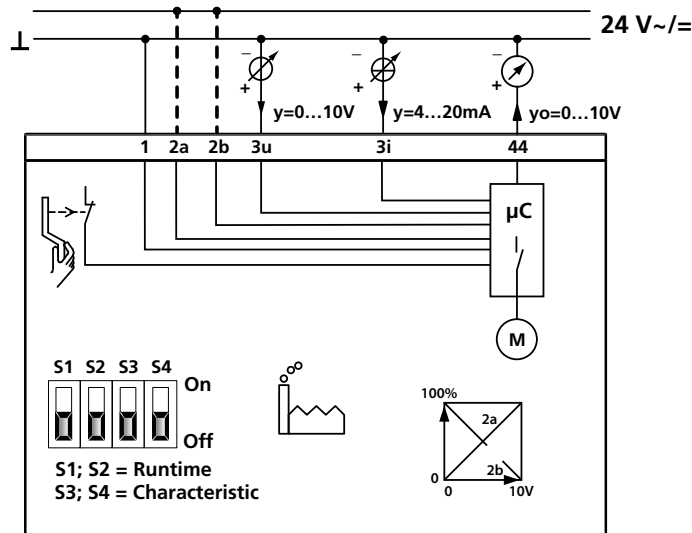 24 V~/=
⊥
− − −
+ + +
y=0...10V y=4...20mA yo=0...10V
1 2a 2b 3u 3i 44
µC
M
S1 S2 S3 S4
On
Off
S1; S2 = Runtime
S3; S4 = Characteristic
100%
2a
2b
0
0 10V